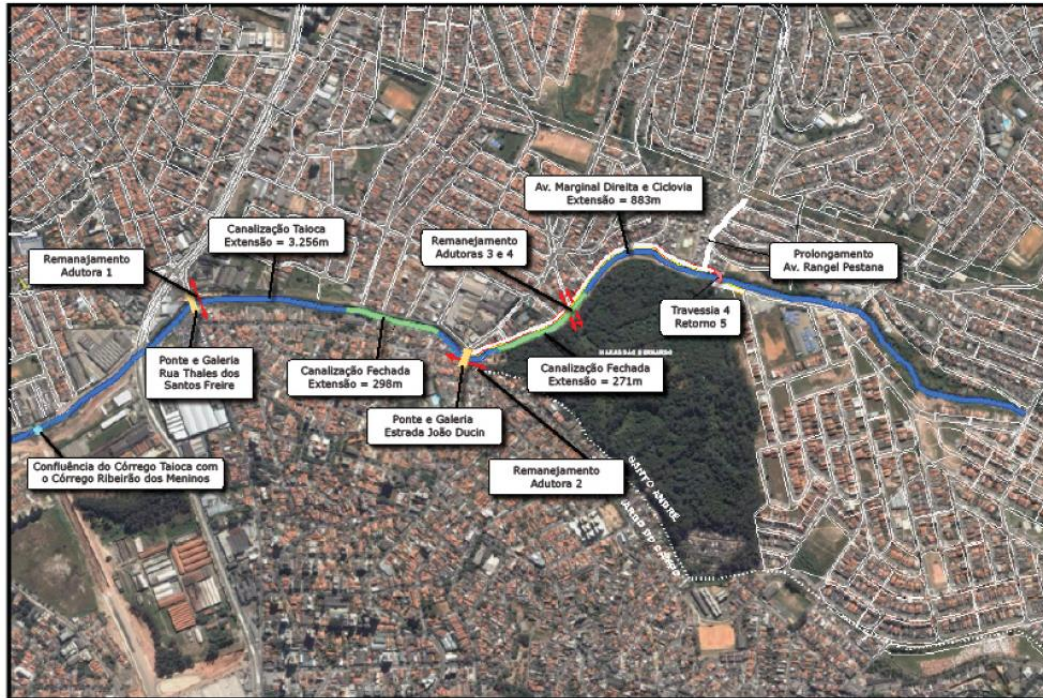 Av. Marginal Direita e Ciclovia
Extensão = 883m
Canalização Taioca
Extensão = 3.256m
Remanejamento
Adutoras 3 e 4
Remanajamento
Adutora 1
Prolongamento
Av. Rangel Pestana
Travessia 4
Retorno 5
Ponte e Galeria
Rua Thales dos
Santos Freire
Canalização Fechada
Extensão = 298m
Canalização Fechada
Extensão = 271m
Ponte e Galeria
Estrada João Ducin
Confluência do Córrego Taioca com
o Córrego Ribeirão dos Meninos
Remanejamento
Adutora 2
SANTO ANDRE